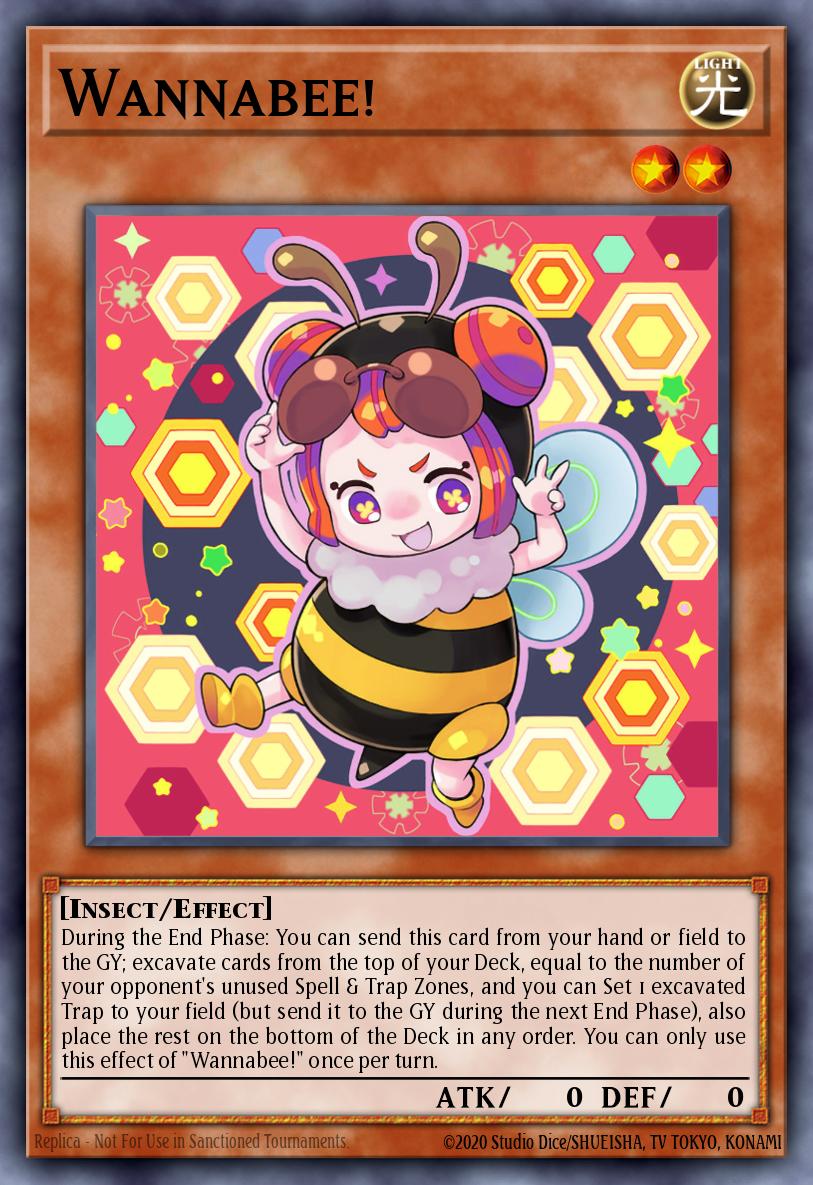 WANNABEE!
LIGHT
光
[INSECT/EFFECT]
During the End Phase: You can send this card from your hand or field to
the GY; excavate cards from the top of your Deck, equal to the number of
your opponent's unused Spell & Trap Zones, and you can Set 1 excavated
Trap to your field (but send it to the GY during the next End Phase), also
place the rest on the bottom of the Deck in any order. You can only use
this effect of "Wannabee!" once per turn.
ATK/ 0 DEF/ 0
Replica - Not For Use in Sanctioned Tournaments. ©2020 Studio Dice/SHUEISHA, TV TOKYO, KONAMI